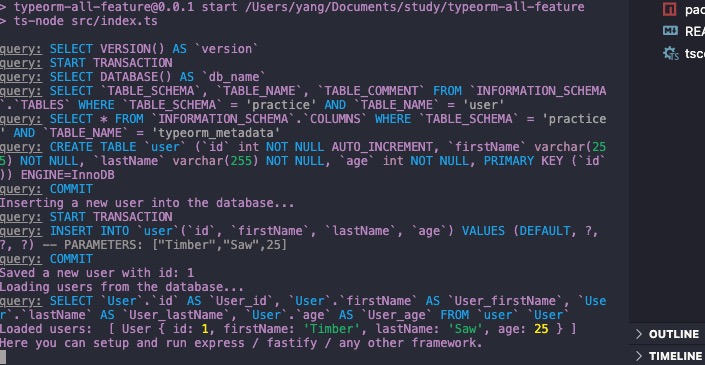 > typeorm-all-feature@0.0.1 start /Users/yang/Documents/study/typeorm-all-feature
> ts-node src/index.ts
query: SELECT VERSION() AS `version`
query: START TRANSACTION
query: SELECT DATABASE() AS `db_name`
query: SELECT `TABLE_SCHEMA`, `TABLE_NAME`, `TABLE_COMMENT` FROM `INFORMATION_SCHEMA
`.`TABLES` WHERE `TABLE_SCHEMA` = 'practice' AND `TABLE_NAME` = 'user'
query: SELECT * FROM `INFORMATION_SCHEMA`.`COLUMNS` WHERE `TABLE_SCHEMA` = 'practice
' AND `TABLE_NAME` = 'typeorm_metadata'
query: CREATE TABLE `user` (`id` int NOT NULL AUTO_INCREMENT, `firstName` varchar(25
5) NOT NULL, `lastName` varchar(255) NOT NULL, `age` int NOT NULL, PRIMARY KEY (`id`
)) ENGINE=InnoDB
query: COMMIT
Inserting a new user into the database...
query: START TRANSACTION
query: INSERT INTO `user`(`id`, `firstName`, `lastName`, `age`) VALUES (DEFAULT, ?,
?, ?) -- PARAMETERS: ["Timber","Saw",25]
query: COMMIT
Saved a new user with id: 1
Loading users from the database...
query: SELECT `User`.`id` AS `User_id`, `User`.`firstName` AS `User_firstName`, `Use
r`.`lastName` AS `User_lastName`, `User`.`age` AS `User_age` FROM `user` `User`
Loaded users:  [ User { id: 1, firstName: 'Timber', lastName: 'Saw', age: 25 } ]
Here you can setup and run express / fastify / any other framework.
pac
REA
tsco
> OUTLINE
> TIMELINE